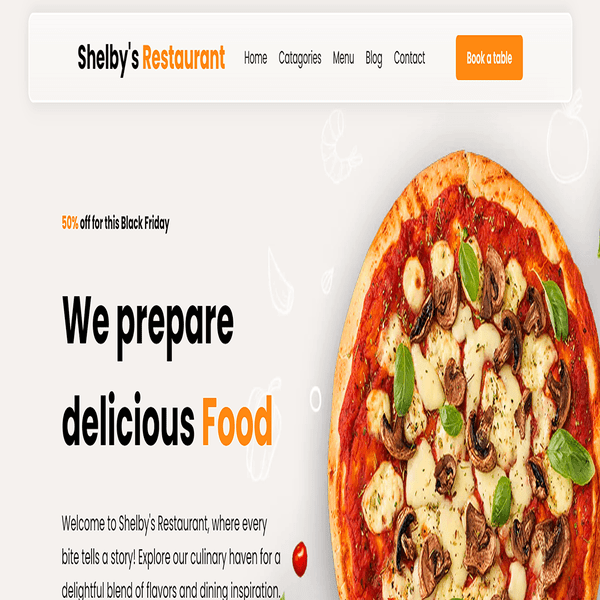 Shelby's Restaurant Home Catagories Menu Blog Contact Book a table
50% off for this Black Friday
We prepare
delicious Food
Welcome to Shelby's Restaurant, where every
bite tells a story! Explore our culinary haven for a
delightful blend of flavors and dining inspiration.